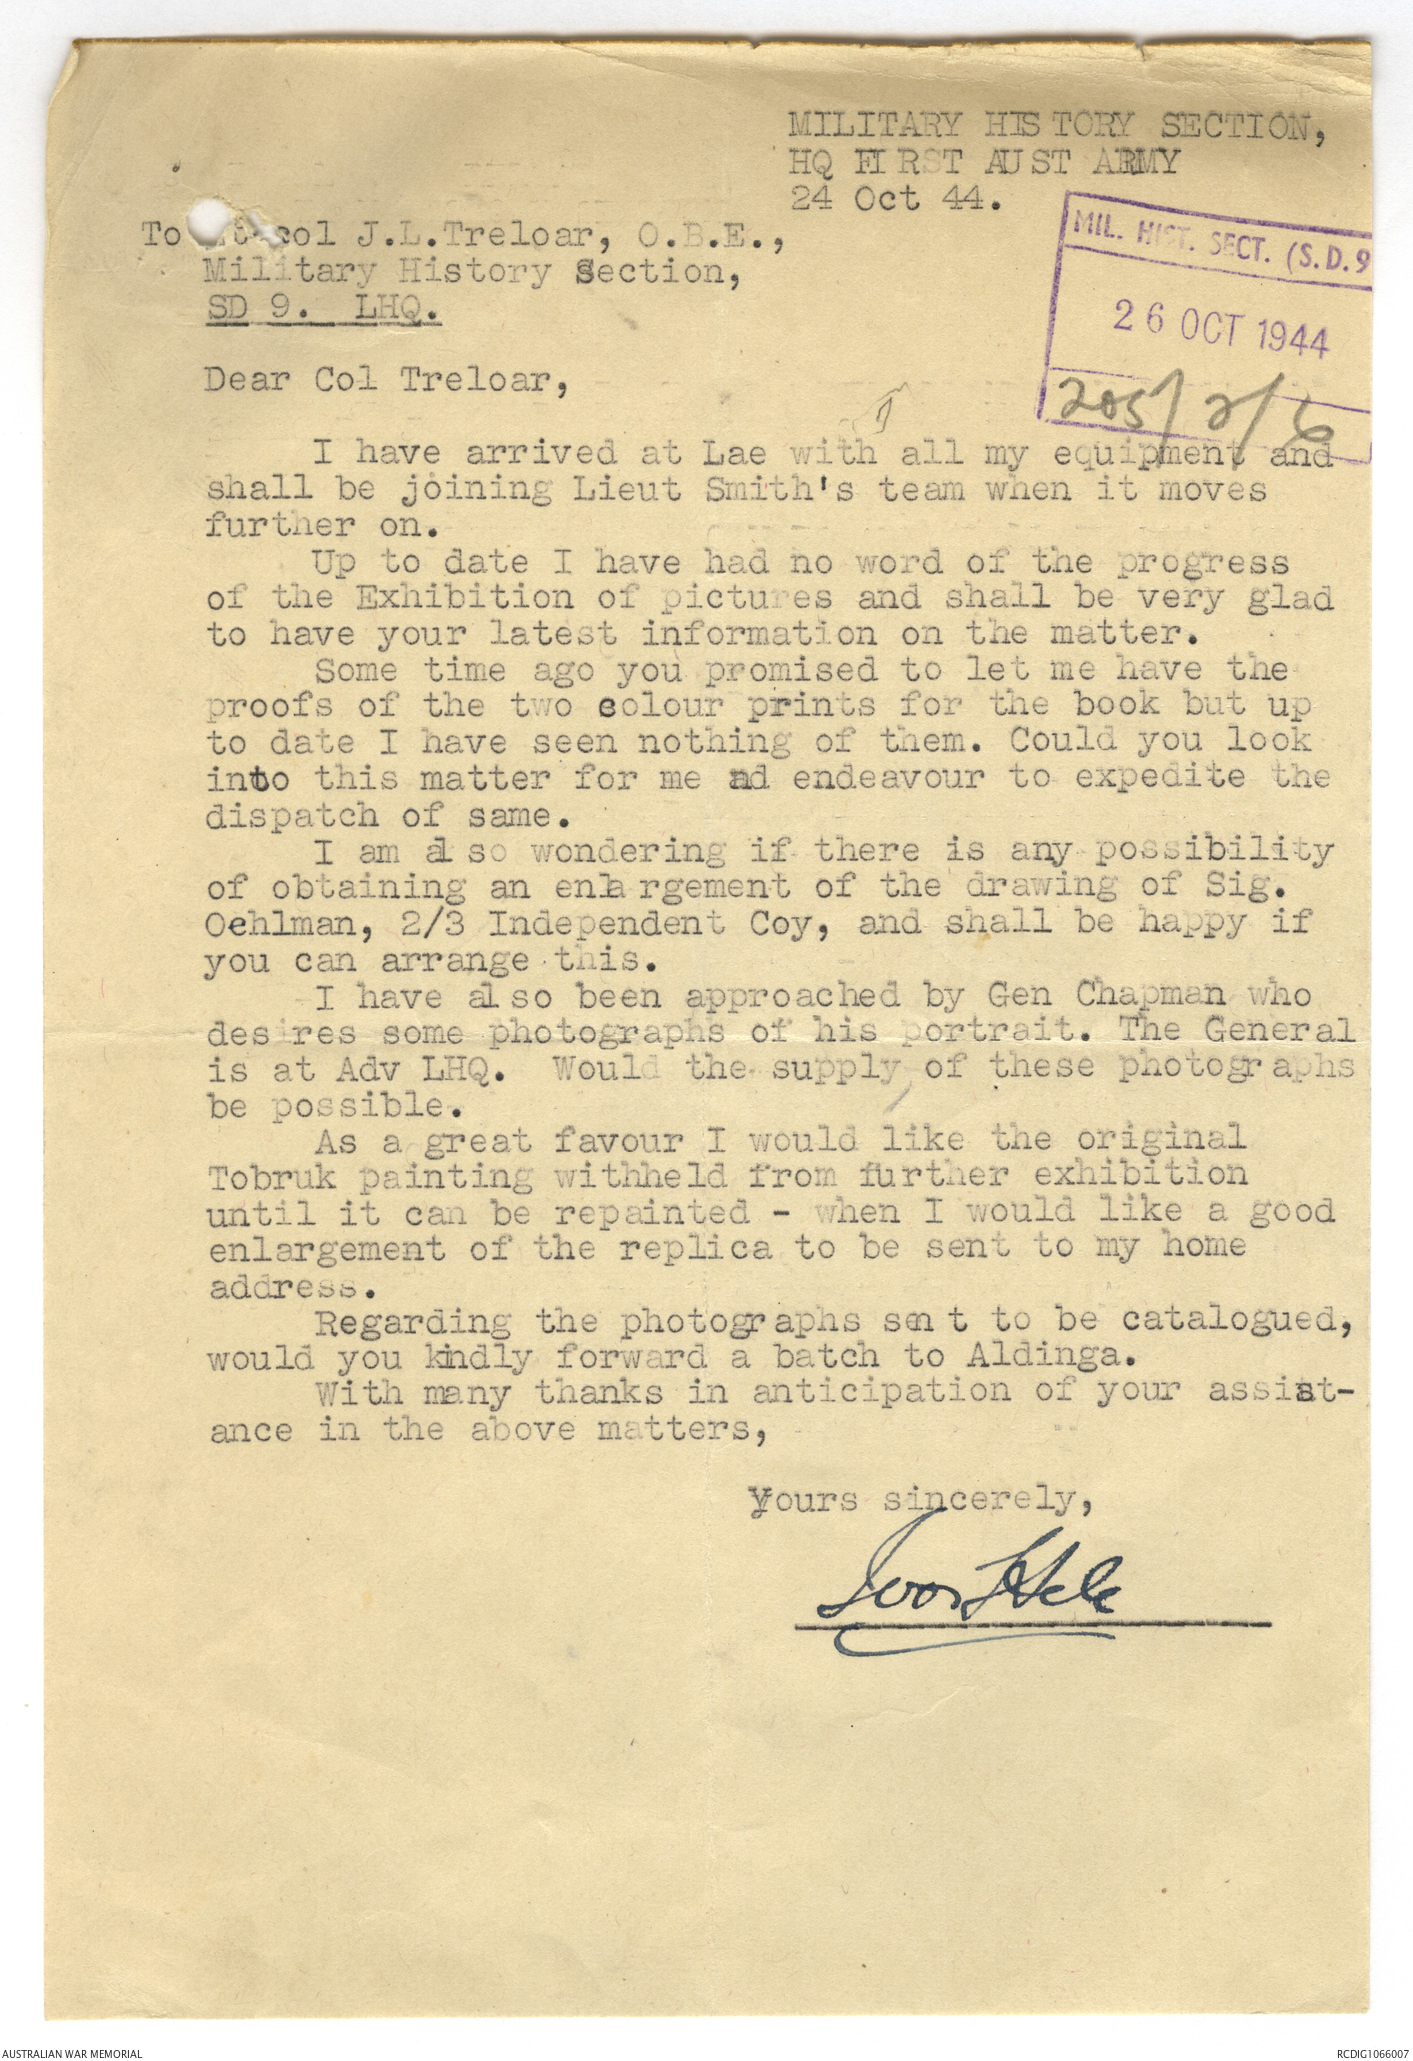 MILITARY HISTORY SECTION,
HQ FIRST AUST ARMY
24 Oct 44.
MIL. HIST. SECT. (S.D.9
26 OCT 1944
205/2/6
To Lt-col J.L.Treloar, O.B.E.,
Military History Section,
SD 9. LHQ.
Dear Col Treloar,
I have arrived at Lae with all my equipment and
shall be joining Lieut Smith's team when it moves
further on.
Up to date I have had no word of the progress
of the Exhibition of pictures and shall be very glad
to have your latest information on the matter.
Some time ago you promised to let me have the
proofs of the two colour prints for the book but up
to date I have seen nothing of them. Could you look
into this matter for me and endeavour to expedite the
dispatch of same.
I am also wondering if there is any possibility
of obtaining an enlargement of the drawing of Sig.
Oehlman, 2/3 Independent Coy, and shall be happy if
you can arrange this.
I have also been approached by Gen Chapman who
desires some photographs of his portrait. The General
is at Adv LHQ. Would the supply of these photographs
be possible.
As a great favour I would like the original
Tobruk painting withheld from further exhibition
until it can be repainted - when I would like a good
enlargement of the replica to be sent to my home
address.
Regarding the photographs sent to be catalogued,
would you kindly forward a batch to Aldinga.
With many thanks in anticipation of your assist-
ance in the above matters,
Yours sincerely,
Ivor Hele
AUSTRALIAN WAR MEMORIAL
RCDIG1066007